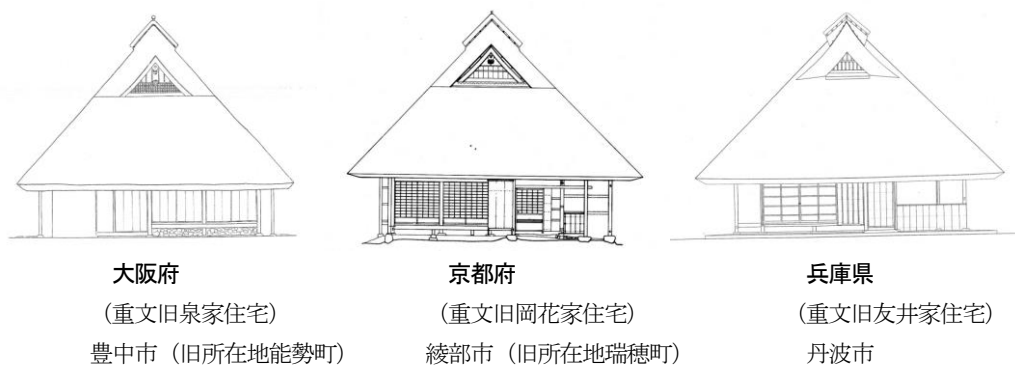 大阪府 京都府 兵庫県
(重文旧泉家住宅) (重文旧岡花家住宅) (重文旧友井家住宅)
豊中市（旧所在地能勢町） 綾部市（旧所在地瑞穂町） 丹波市